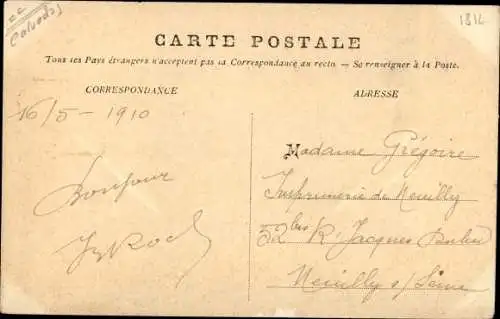 Calvados
1814
CARTE POSTALE
Tous les Pays étrangers n'acceptent pas la Correspondance au recto. — Se renseigner à la Poste.
CORRESPONDANCE
ADRESSE
16/5 - 1910
Bonjour
Madame Grégoire
Imprimerie de Neuilly
52 bis R. Jacques Dulud
Neuilly s/ Seine